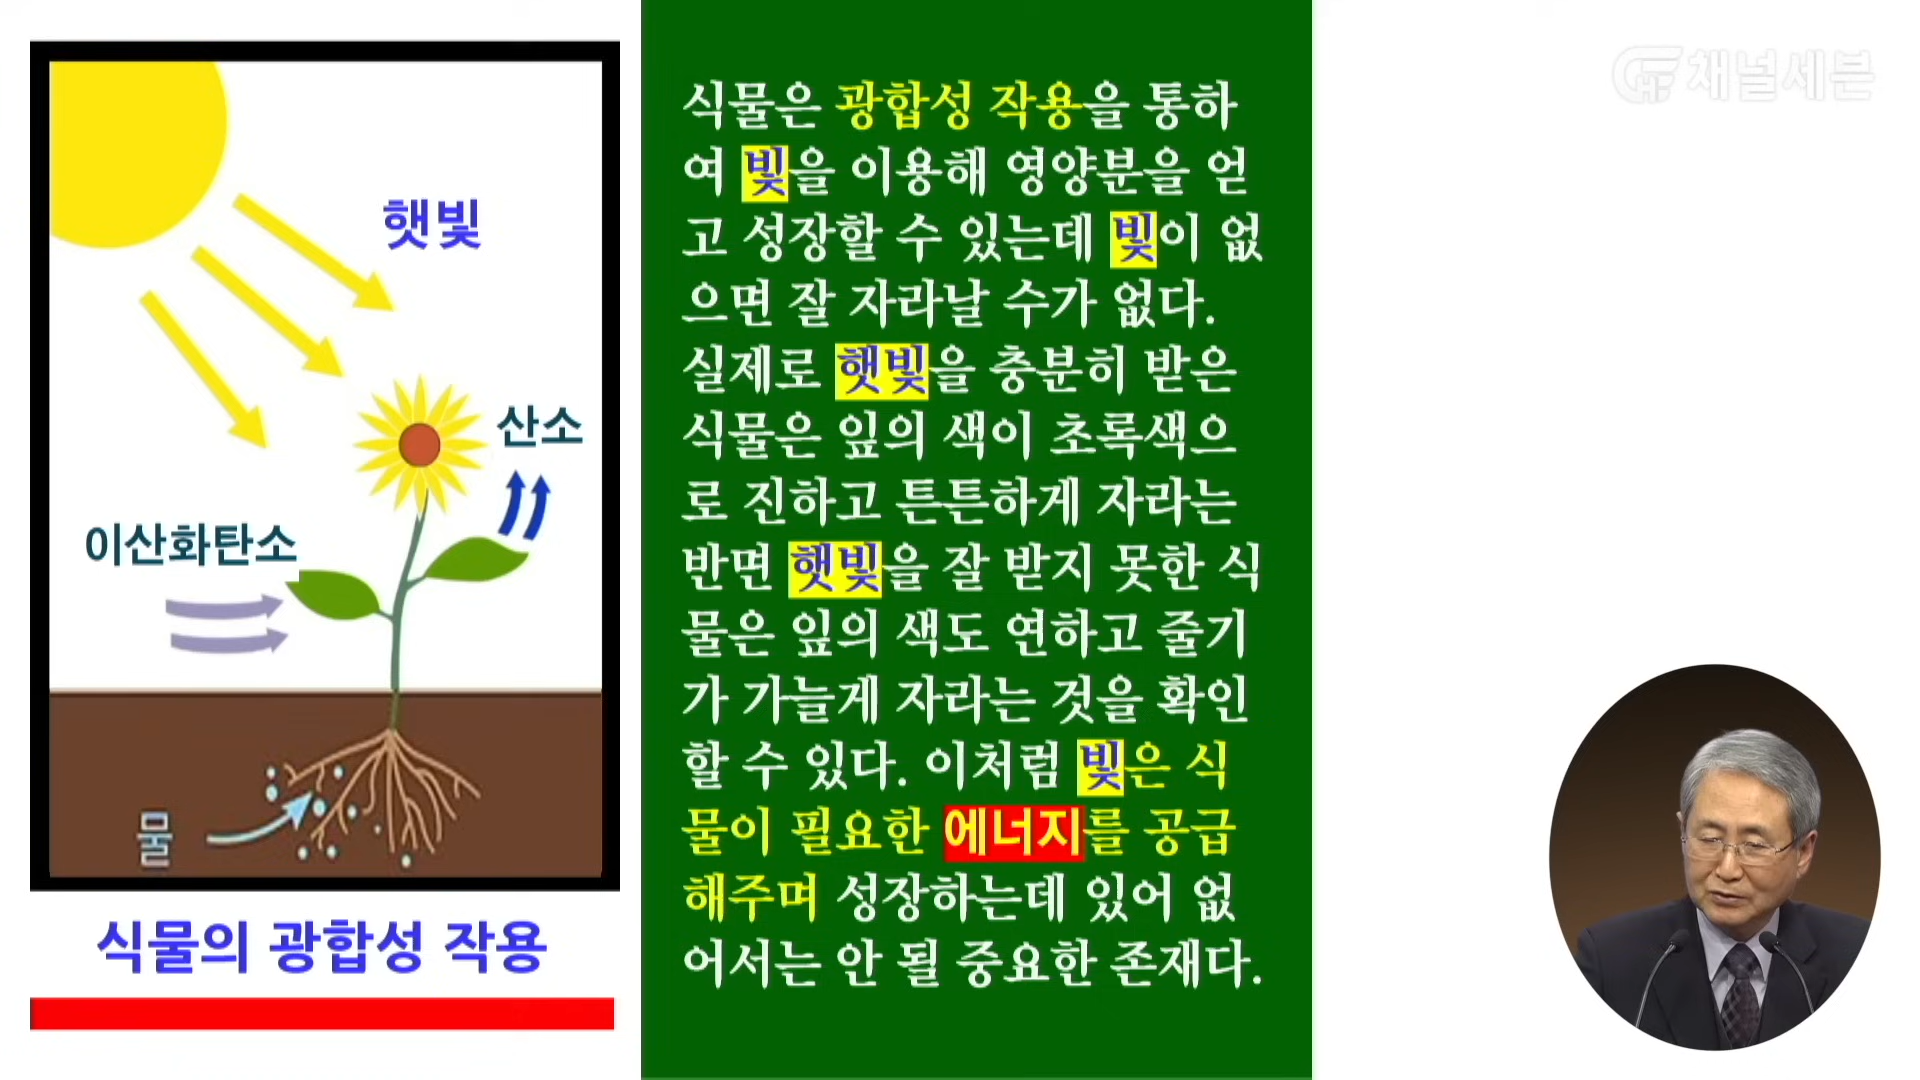 햇빛
산소
이산화탄소
물
식물의 광합성 작용
식물은 광합성 작용을 통하
여 빛을 이용해 영양분을 얻
고 성장할 수 있는데 빛이 없
으면 잘 자라날 수가 없다.
실제로 햇빛을 충분히 받은
식물은 잎의 색이 초록색으
로 진하고 튼튼하게 자라는
반면 햇빛을 잘 받지 못한 식
물은 잎의 색도 연하고 줄기
가 가늘게 자라는 것을 확인
할 수 있다. 이처럼 빛은 식
물이 필요한 에너지를 공급
해주며 성장하는데 있어 없
어서는 안 될 중요한 존재다.
채널세븐